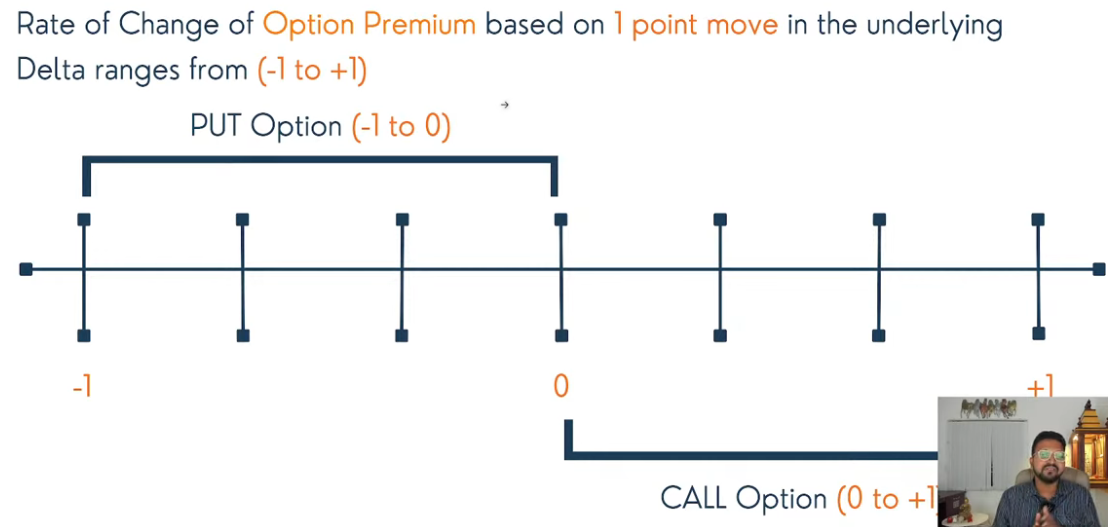 Rate of Change of Option Premium based on 1 point move in the underlying
Delta ranges from (-1 to +1)
PUT Option (-1 to 0)
-1 0 +1
CALL Option (0 to +1